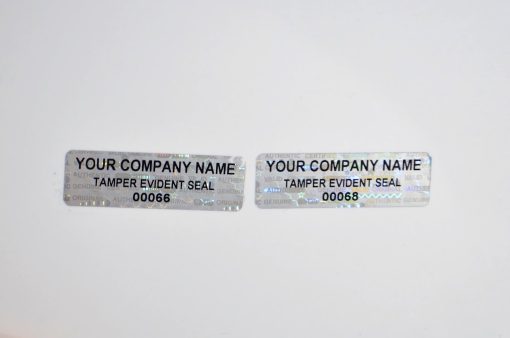 YOUR COMPANY NAME
TAMPER EVIDENT SEAL
00066
YOUR COMPANY NAME
TAMPER EVIDENT SEAL
00068